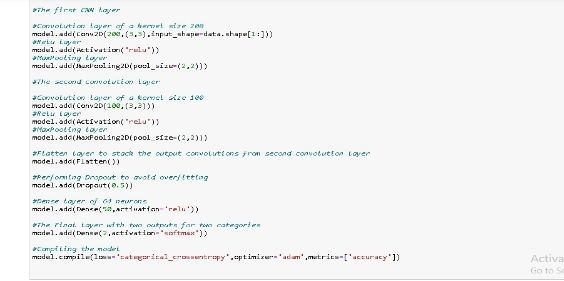 #The first CNN Layer
#Convolution layer of a kernel size 200
model.add(Conv2D(200,(3,3),input_shape=data.shape[1:]))
#Relu layer
model.add(Activation("relu"))
#MaxPooling layer
model.add(MaxPooling2D(pool_size=(2,2)))
#The second convolution layer
#Convolution layer of a kernel size 100
model.add(Conv2D(100,(3,3)))
#Relu layer
model.add(Activation("relu"))
#MaxPooling layer
model.add(MaxPooling2D(pool_size=(2,2)))
#Flatten layer to stack the output convolutions from second convolution layer
model.add(Flatten())
#Performing Dropout to avoid overfitting
model.add(Dropout(0.5))
#Dense layer of 64 neurons
model.add(Dense(50,activation='relu'))
#The Final Layer with two outputs for two categories
model.add(Dense(2,activation='softmax'))
#Compiling the model
model.compile(loss='categorical_crossentropy',optimizer='adam',metrics=['accuracy'])
Activa
Go to Se